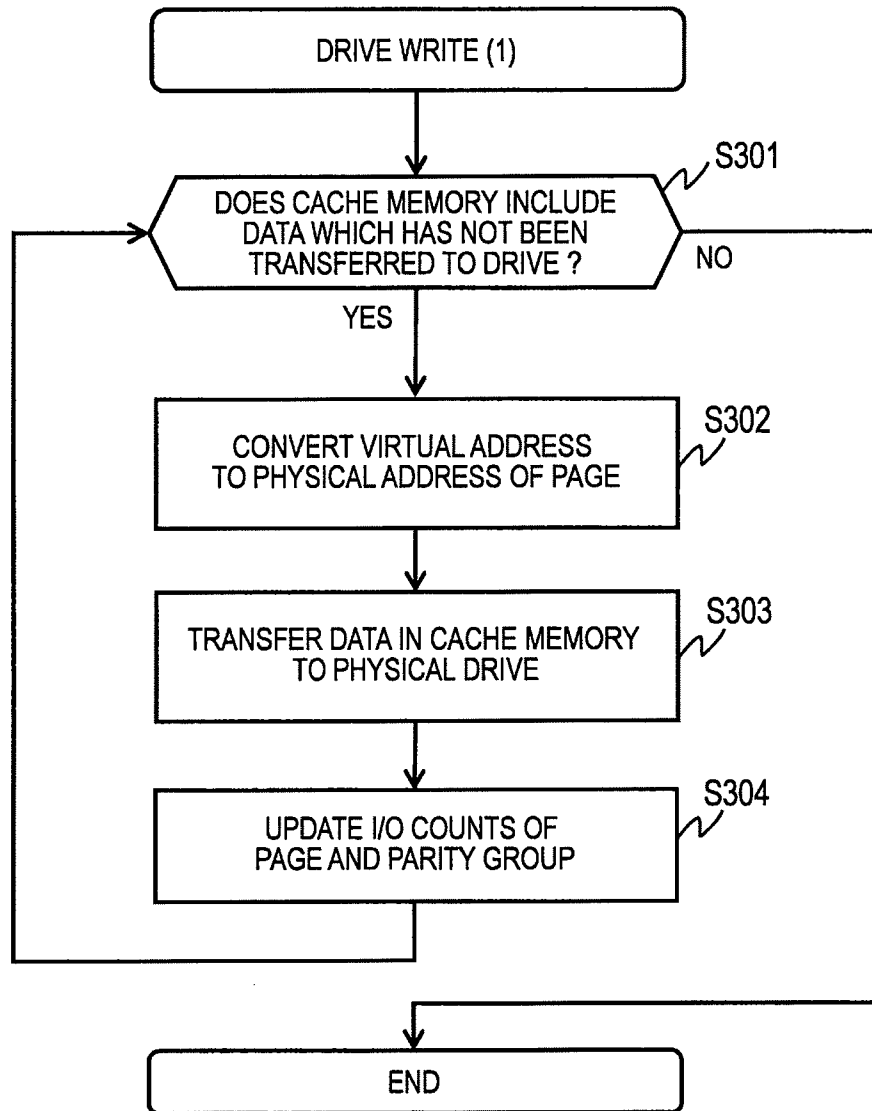 DRIVE WRITE (1)
S301
DOES CACHE MEMORY INCLUDE
DATA WHICH HAS NOT BEEN
TRANSFERRED TO DRIVE ?
NO
YES
S302
CONVERT VIRTUAL ADDRESS
TO PHYSICAL ADDRESS OF PAGE
S303
TRANSFER DATA IN CACHE MEMORY
TO PHYSICAL DRIVE
S304
UPDATE I/O COUNTS OF
PAGE AND PARITY GROUP
END